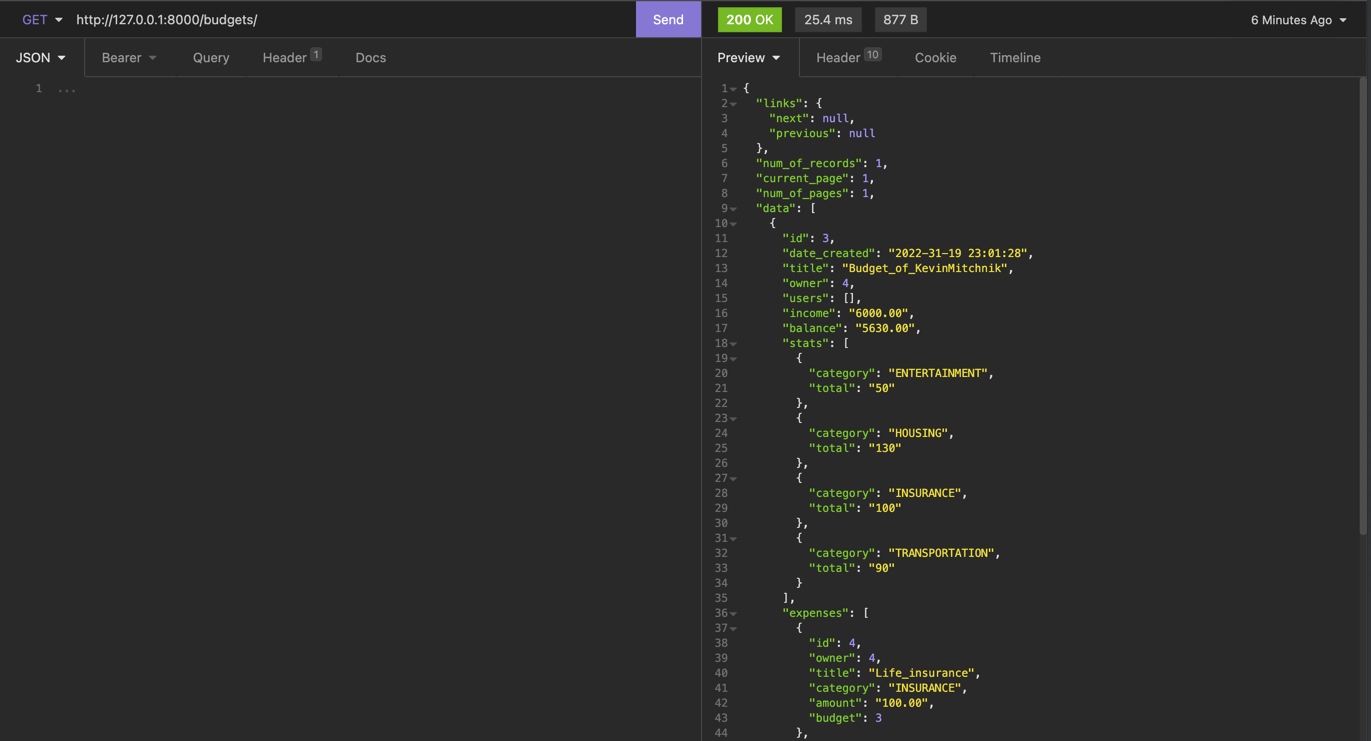 GET http://127.0.0.1:8000/budgets/ Send 200 OK 25.4 ms 877 B 6 Minutes Ago
JSON Bearer Query Header 1 Docs Preview Header 10 Cookie Timeline
1 ...
1 {
2 "links": {
3 "next": null,
4 "previous": null
5 },
6 "num_of_records": 1,
7 "current_page": 1,
8 "num_of_pages": 1,
9 "data": [
10 {
11 "id": 3,
12 "date_created": "2022-31-19 23:01:28",
13 "title": "Budget_of_KevinMitchnik",
14 "owner": 4,
15 "users": [],
16 "income": "6000.00",
17 "balance": "5630.00",
18 "stats": [
19 {
20 "category": "ENTERTAINMENT",
21 "total": "50"
22 },
23 {
24 "category": "HOUSING",
25 "total": "130"
26 },
27 {
28 "category": "INSURANCE",
29 "total": "100"
30 },
31 {
32 "category": "TRANSPORTATION",
33 "total": "90"
34 }
35 ],
36 "expenses": [
37 {
38 "id": 4,
39 "owner": 4,
40 "title": "Life_insurance",
41 "category": "INSURANCE",
42 "amount": "100.00",
43 "budget": 3
44 },